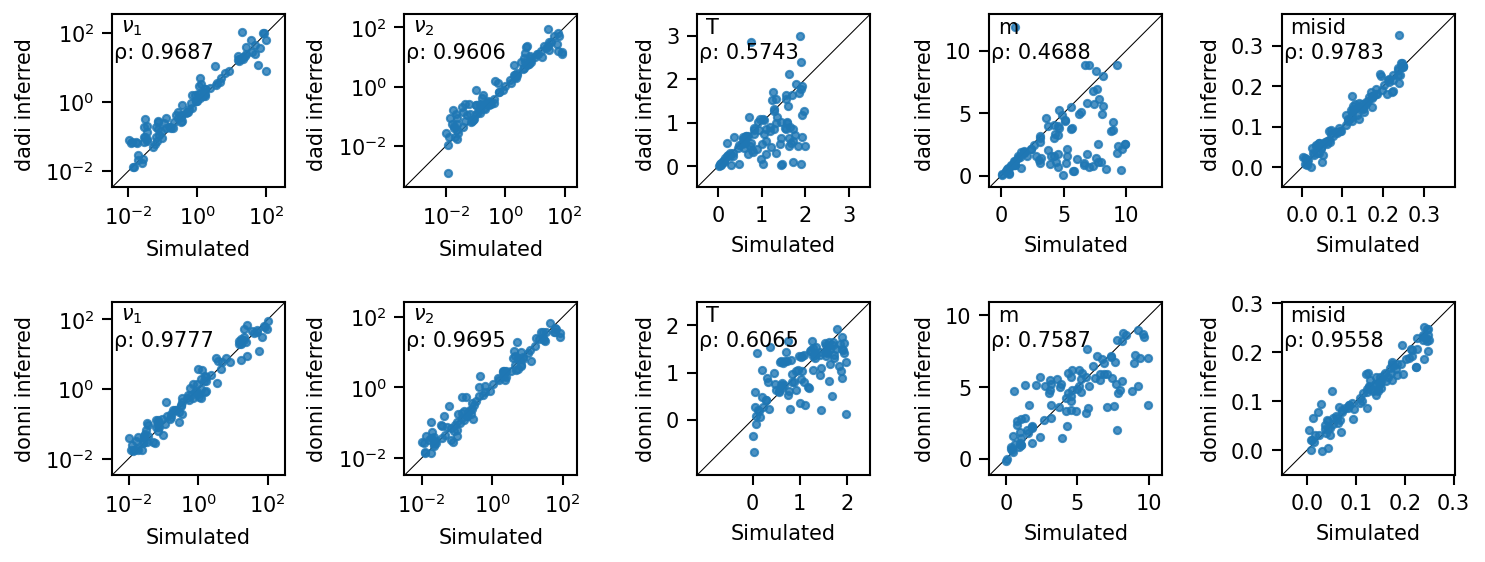 ν₁
ρ: 0.9687
dadi inferred
10²
10⁰
10⁻²
10⁻² 10⁰ 10²
Simulated
ν₂
ρ: 0.9606
dadi inferred
10²
10⁰
10⁻²
10⁻² 10⁰ 10²
Simulated
T
ρ: 0.5743
dadi inferred
3
2
1
0
0 1 2 3
Simulated
m
ρ: 0.4688
dadi inferred
10
5
0
0 5 10
Simulated
misid
ρ: 0.9783
dadi inferred
0.3
0.2
0.1
0.0
0.0 0.1 0.2 0.3
Simulated
ν₁
ρ: 0.9777
donni inferred
10²
10⁰
10⁻²
10⁻² 10⁰ 10²
Simulated
ν₂
ρ: 0.9695
donni inferred
10²
10⁰
10⁻²
10⁻² 10⁰ 10²
Simulated
T
ρ: 0.6065
donni inferred
2
1
0
0 1 2
Simulated
m
ρ: 0.7587
donni inferred
10
5
0
0 5 10
Simulated
misid
ρ: 0.9558
donni inferred
0.3
0.2
0.1
0.0
0.0 0.1 0.2 0.3
Simulated